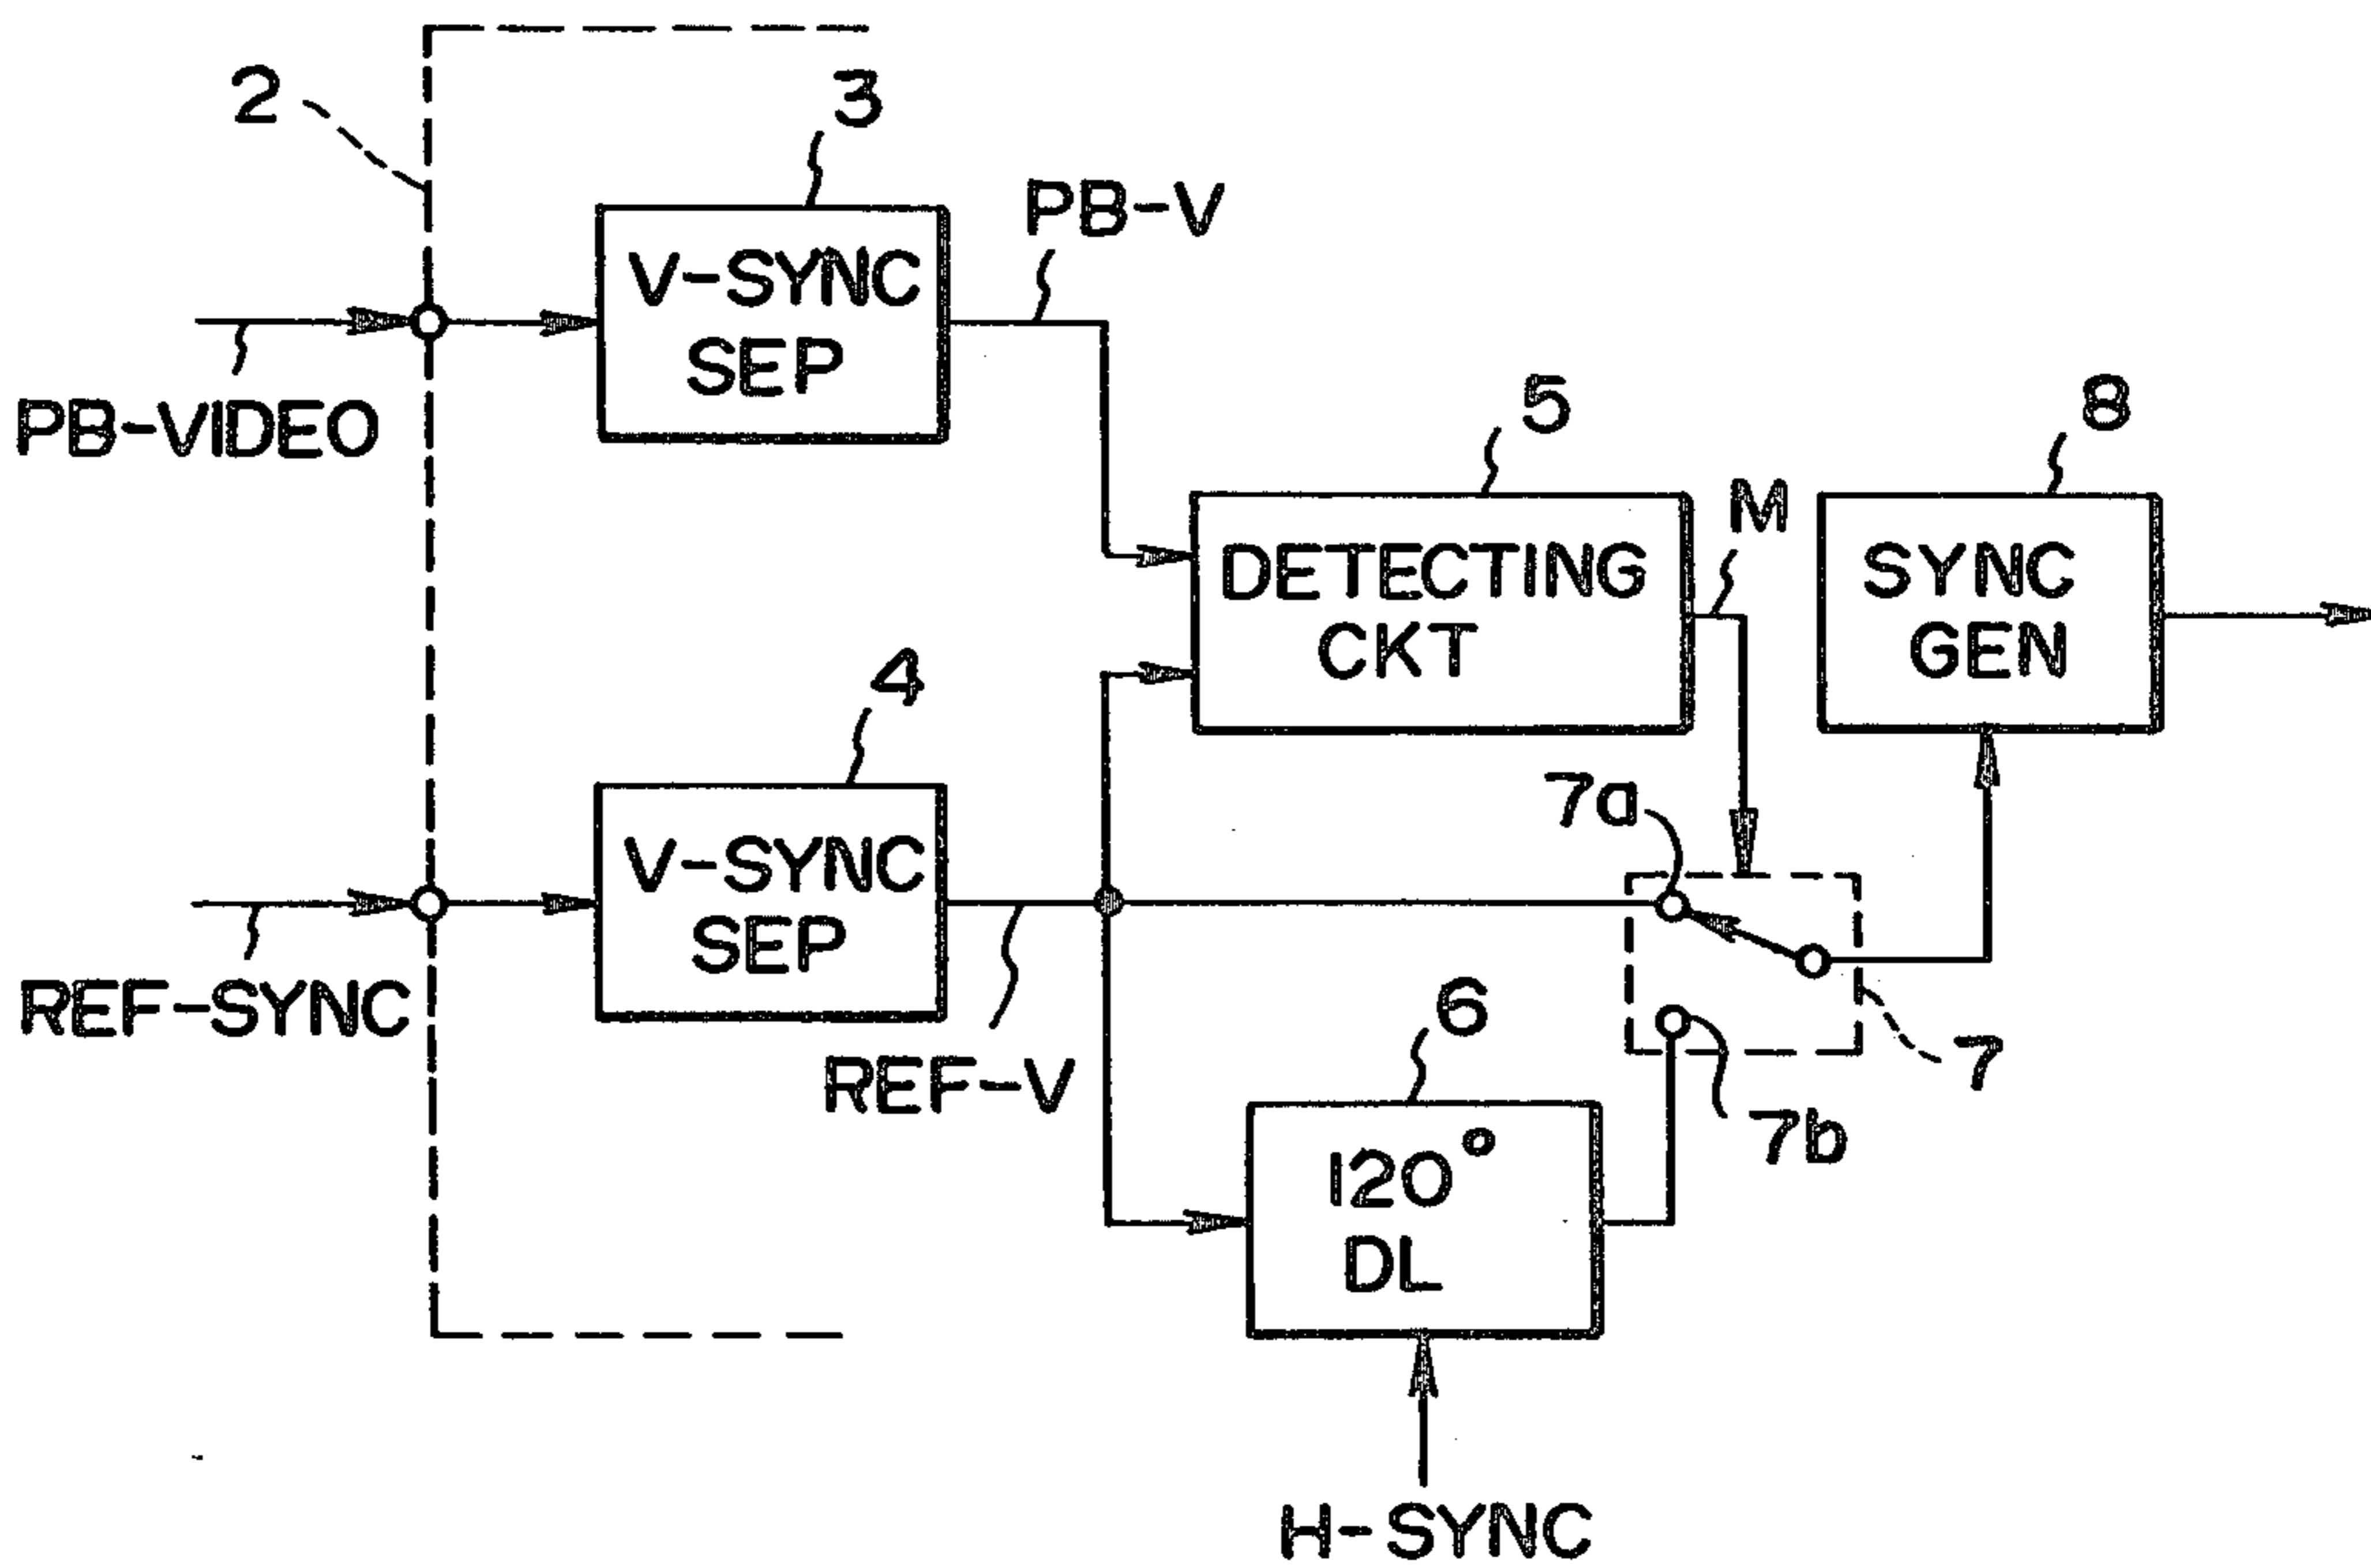 2
3
PB-V
V-SYNC
SEP
PB-VIDEO
5
8
M
DETECTING
CKT
SYNC
GEN
4
7a
V-SYNC
SEP
REF-SYNC
REF-V
6
7
7b
120°
DL
H-SYNC